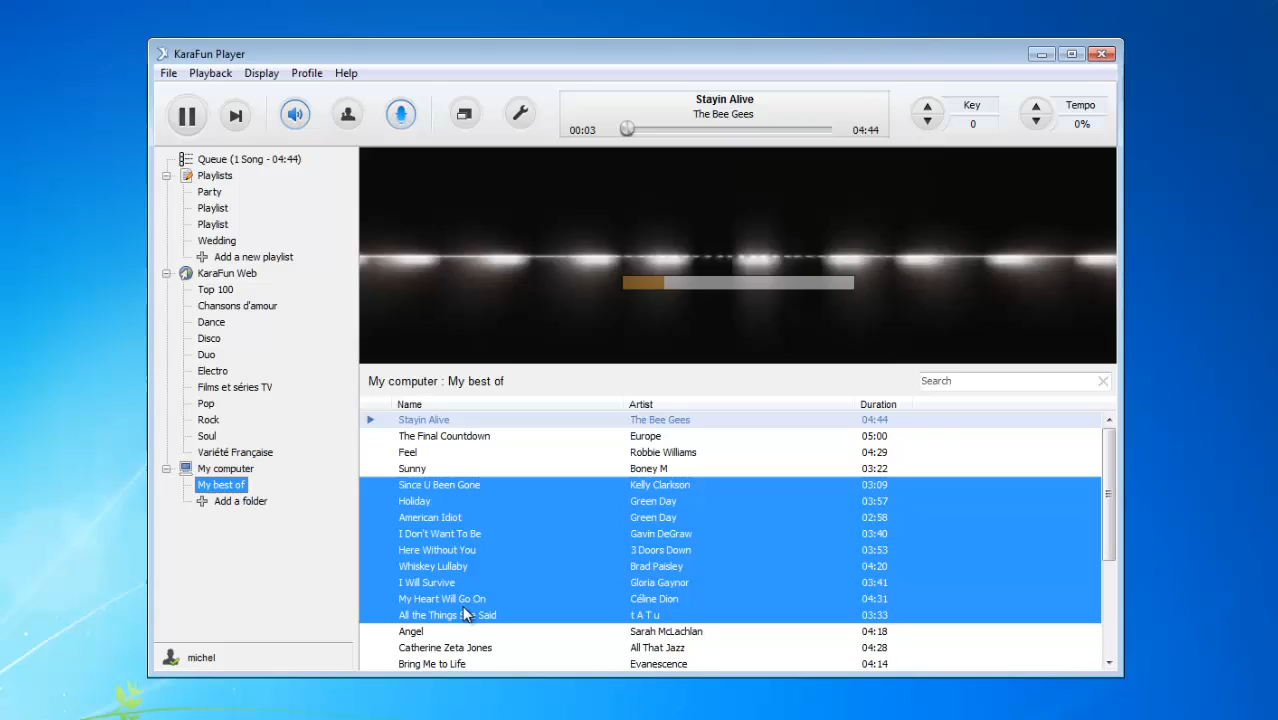 KaraFun Player
File Playback Display Profile Help
Stayin Alive
The Bee Gees
00:03 04:44
Key
0
Tempo
0%
Queue (1 Song - 04:44)
Playlists
Party
Playlist
Playlist
Wedding
Add a new playlist
KaraFun Web
Top 100
Chansons d'amour
Dance
Disco
Duo
Electro
Films et séries TV
Pop
Rock
Soul
Variété Française
My computer
My best of
Add a folder
michel
My computer : My best of
Search
Name Artist Duration
Stayin Alive The Bee Gees 04:44
The Final Countdown Europe 05:00
Feel Robbie Williams 04:29
Sunny Boney M 03:22
Since U Been Gone Kelly Clarkson 03:09
Holiday Green Day 03:57
American Idiot Green Day 02:58
I Don't Want To Be Gavin DeGraw 03:40
Here Without You 3 Doors Down 03:53
Whiskey Lullaby Brad Paisley 04:20
I Will Survive Gloria Gaynor 03:41
My Heart Will Go On Céline Dion 04:31
All the Things She Said t A T u 03:33
Angel Sarah McLachlan 04:18
Catherine Zeta Jones All That Jazz 04:28
Bring Me to Life Evanescence 04:14